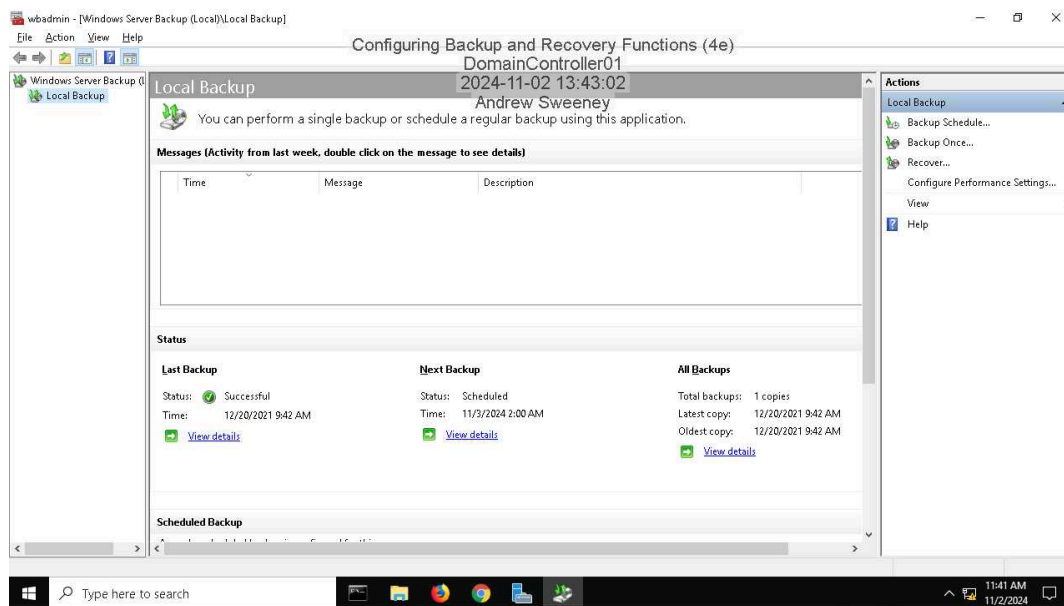 wbadmin - [Windows Server Backup (Local)\Local Backup]
File Action View Help
Configuring Backup and Recovery Functions (4e)
DomainController01
2024-11-02 13:43:02
Andrew Sweeney
Windows Server Backup (L
Local Backup
Local Backup
You can perform a single backup or schedule a regular backup using this application.
Messages (Activity from last week, double click on the message to see details)
Time Message Description
Status
Last Backup
Status: Successful
Time: 12/20/2021 9:42 AM
View details
Next Backup
Status: Scheduled
Time: 11/3/2024 2:00 AM
View details
All Backups
Total backups: 1 copies
Latest copy: 12/20/2021 9:42 AM
Oldest copy: 12/20/2021 9:42 AM
View details
Scheduled Backup
Actions
Local Backup
Backup Schedule...
Backup Once...
Recover...
Configure Performance Settings...
View
Help
Type here to search
11:41 AM
11/2/2024